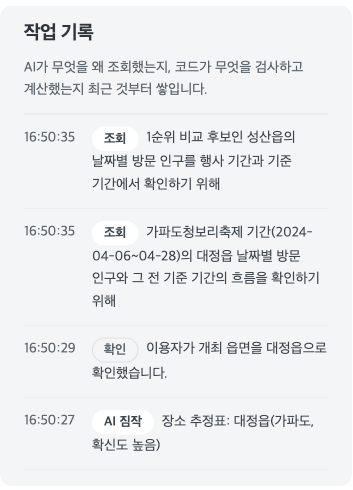 작업 기록
AI가 무엇을 왜 조회했는지, 코드가 무엇을 검사하고
계산했는지 최근 것부터 쌓입니다.
16:50:35 조회 1순위 비교 후보인 성산읍의
날짜별 방문 인구를 행사 기간과 기준
기간에서 확인하기 위해
16:50:35 조회 가파도청보리축제 기간(2024-
04-06~04-28)의 대정읍 날짜별 방문
인구와 그 전 기준 기간의 흐름을 확인하기
위해
16:50:29 확인 이용자가 개최 읍면을 대정읍으로
확인했습니다.
16:50:27 AI 짐작 장소 추정표: 대정읍(가파도,
확신도 높음)